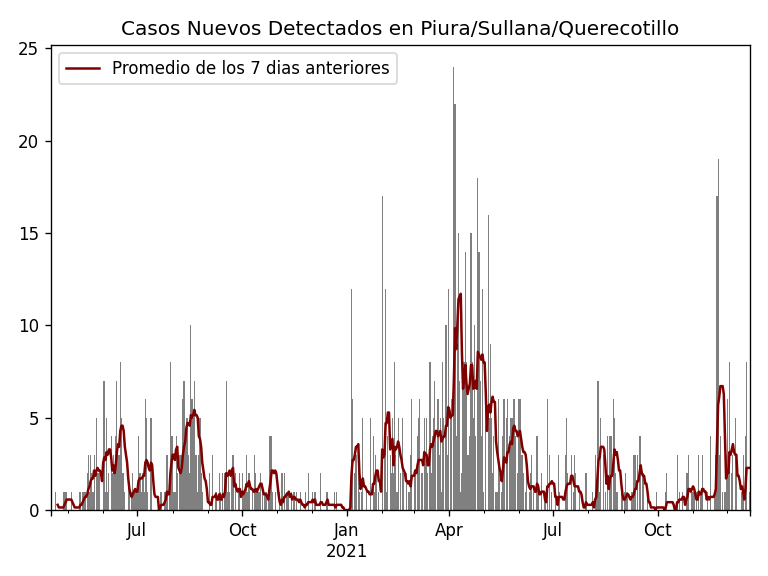 Casos Nuevos Detectados en Piura/Sullana/Querecotillo
Promedio de los 7 dias anteriores
25
20
15
10
5
0
Jul Oct Jan Apr Jul Oct
2021